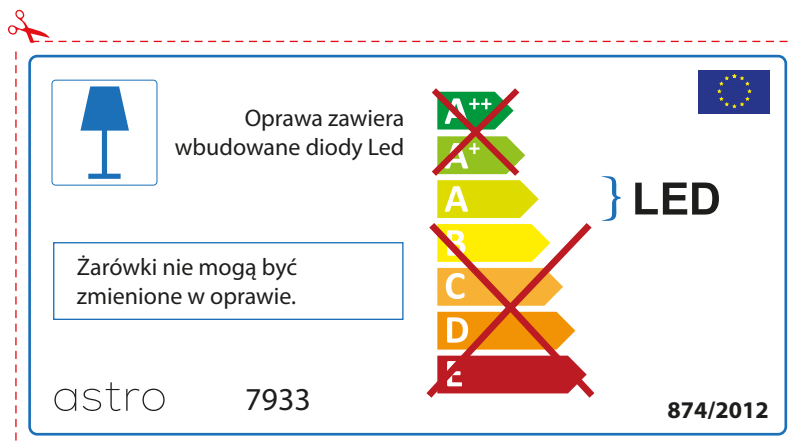 Oprawa zawiera
wbudowane diody Led
Żarówki nie mogą być
zmienione w oprawie.
A++
A+
A
B
C
D
E
LED
astro 7933
874/2012